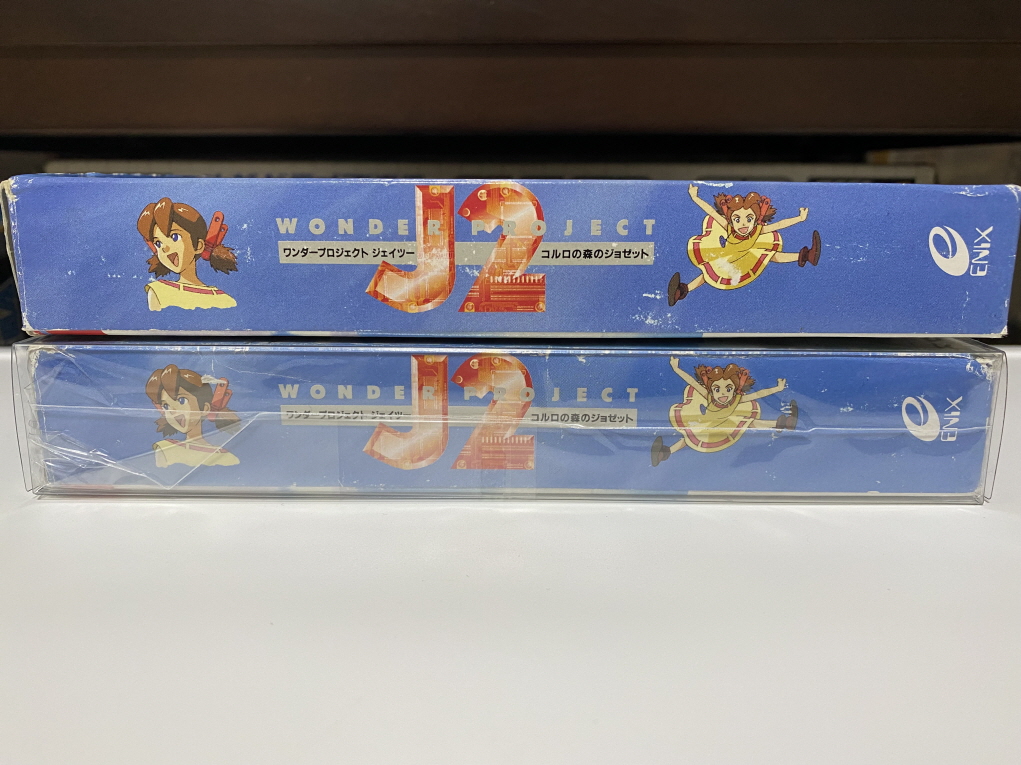 WONDER PROJECT
J2
ワンダープロジェクト ジェイツー
コルロの森のジョゼット
ENIX
WONDER PROJECT
J2
ワンダープロジェクト ジェイツー
コルロの森のジョゼット
ENIX